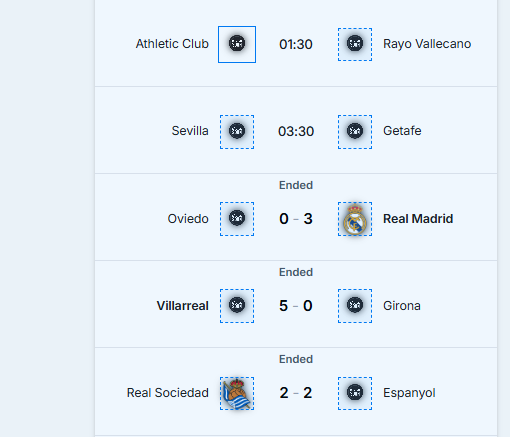 Athletic Club 01:30 Rayo Vallecano
Sevilla 03:30 Getafe
Ended
Oviedo 0 - 3 Real Madrid
Ended
Villarreal 5 - 0 Girona
Ended
Real Sociedad 2 - 2 Espanyol